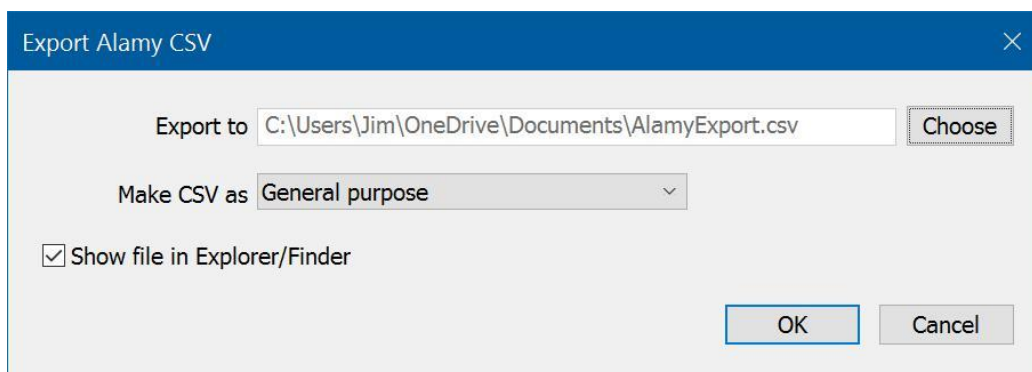 Export Alamy CSV
Export to C:\Users\Jim\OneDrive\Documents\AlamyExport.csv Choose
Make CSV as General purpose
Show file in Explorer/Finder
OK Cancel